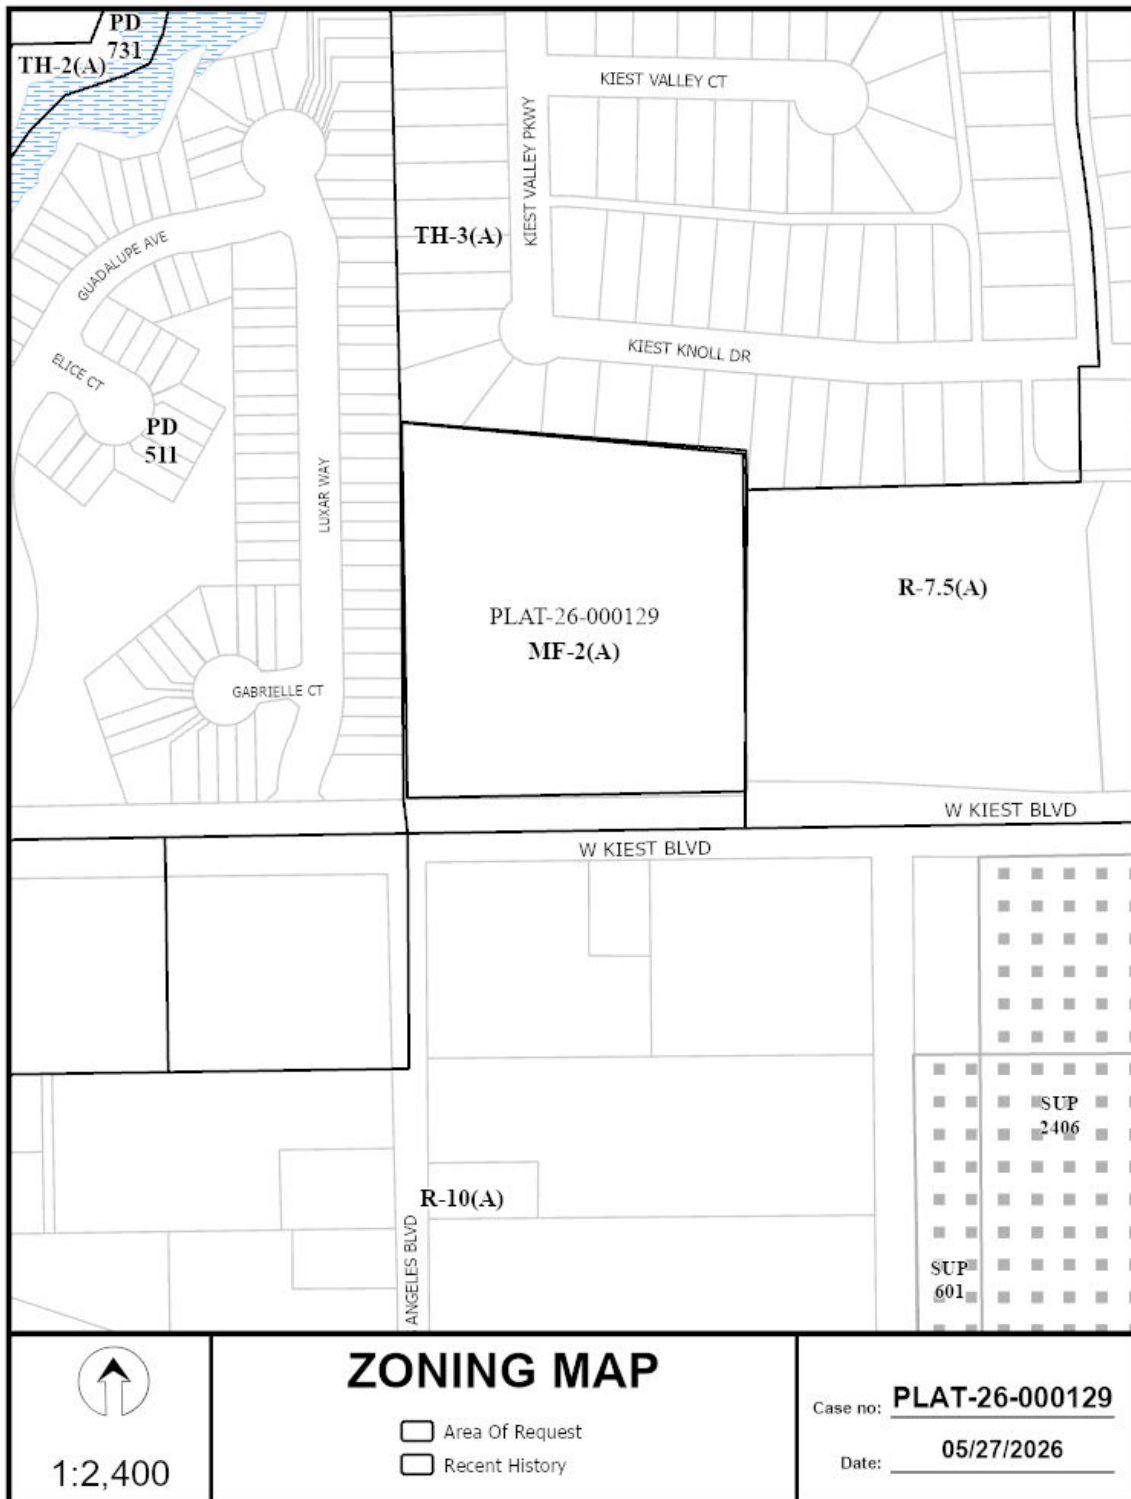 PD
731
TH-2(A)
KIEST VALLEY CT
KIEST VALLEY PKWY
TH-3(A)
GUADALUPE AVE
KIEST KNOLL DR
ELICE CT
PD
511
LUXAR WAY
R-7.5(A)
PLAT-26-000129
MF-2(A)
GABRIELLE CT
W KIEST BLVD
W KIEST BLVD
SUP
2406
R-10(A)
ANGELES BLVD
SUP
601
1:2,400
ZONING MAP
Area Of Request
Recent History
Case no: PLAT-26-000129
Date: 05/27/2026